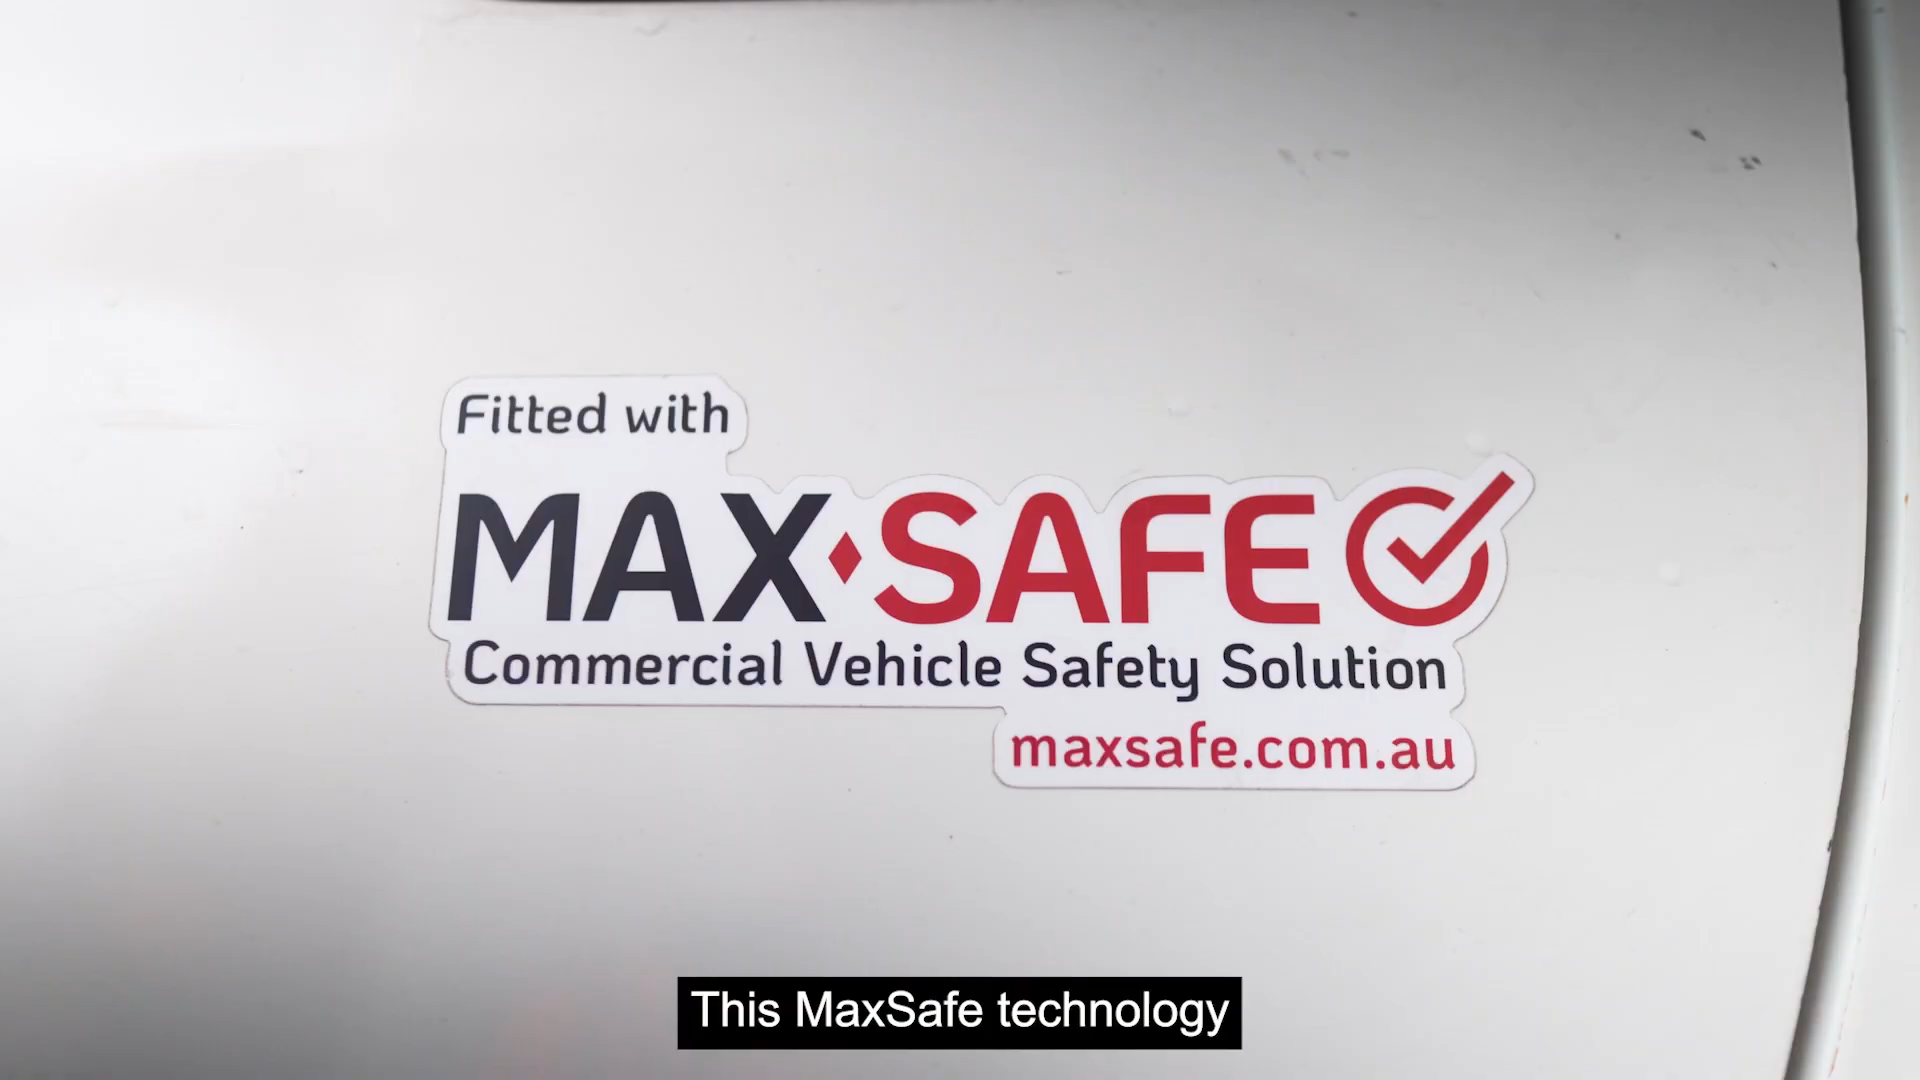 Fitted with
MAX♦SAFE
Commercial Vehicle Safety Solution
maxsafe.com.au
This MaxSafe technology